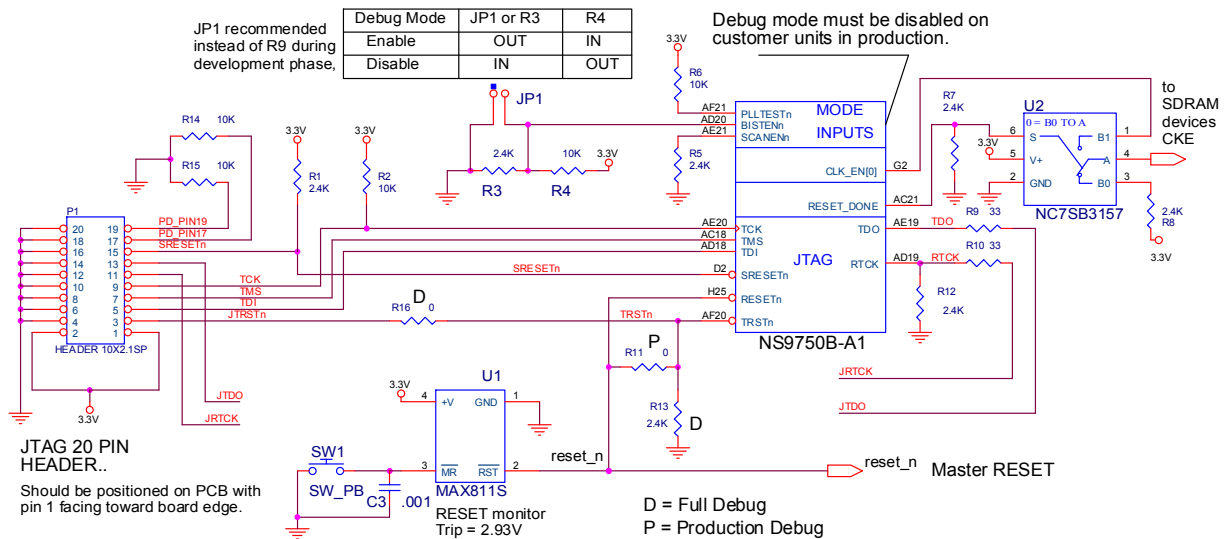 JP1 recommended
instead of R9 during
development phase,
Debug Mode JP1 or R3 R4
Enable OUT IN
Disable IN OUT
Debug mode must be disabled on
customer units in production.
JP1
3.3V
R6
10K
R14 10K
R15 10K
3.3V
R1
2.4K
3.3V
R2
10K
2.4K
R3
10K
R4
3.3V
R5
2.4K
AF21
AD20
AE21
PLLTESTn
BISTENn
SCANENn
MODE
INPUTS
CLK_EN[0]
G2
RESET_DONE
AC21
AE20
AC18
AD18
TCK
TMS
TDI
JTAG
TDO
AE19
RTCK
AD19
D2
SRESETn
H25
RESETn
AF20
TRSTn
NS9750B-A1
R7
2.4K
3.3V
U2
0 = B0 TO A
6 S
5 V+
2 GND
B1 1
A 4
B0 3
NC7SB3157
to
SDRAM
devices
CKE
2.4K
R8
3.3V
TDO R9 33
RTCK R10 33
R12
2.4K
JRTCK
JTDO
P1
20 19
18 17
16 15
14 13
12 11
10 9
8 7
6 5
4 3
2 1
HEADER 10X2.1SP
PD_PIN19
PD_PIN17
SRESETn
TCK
TMS
TDI
JTRSTn
SRESETn
D
R16 0
TRSTn
P
R11 0
R13
2.4K
D
3.3V
JTDO
JRTCK
JTAG 20 PIN
HEADER..
Should be positioned on PCB with
pin 1 facing toward board edge.
3.3V
U1
4 +V
GND 1
3 MR
RST 2
MAX811S
RESET monitor
Trip = 2.93V
SW1
SW_PB
C3 .001
reset_n
reset_n
Master RESET
D = Full Debug
P = Production Debug